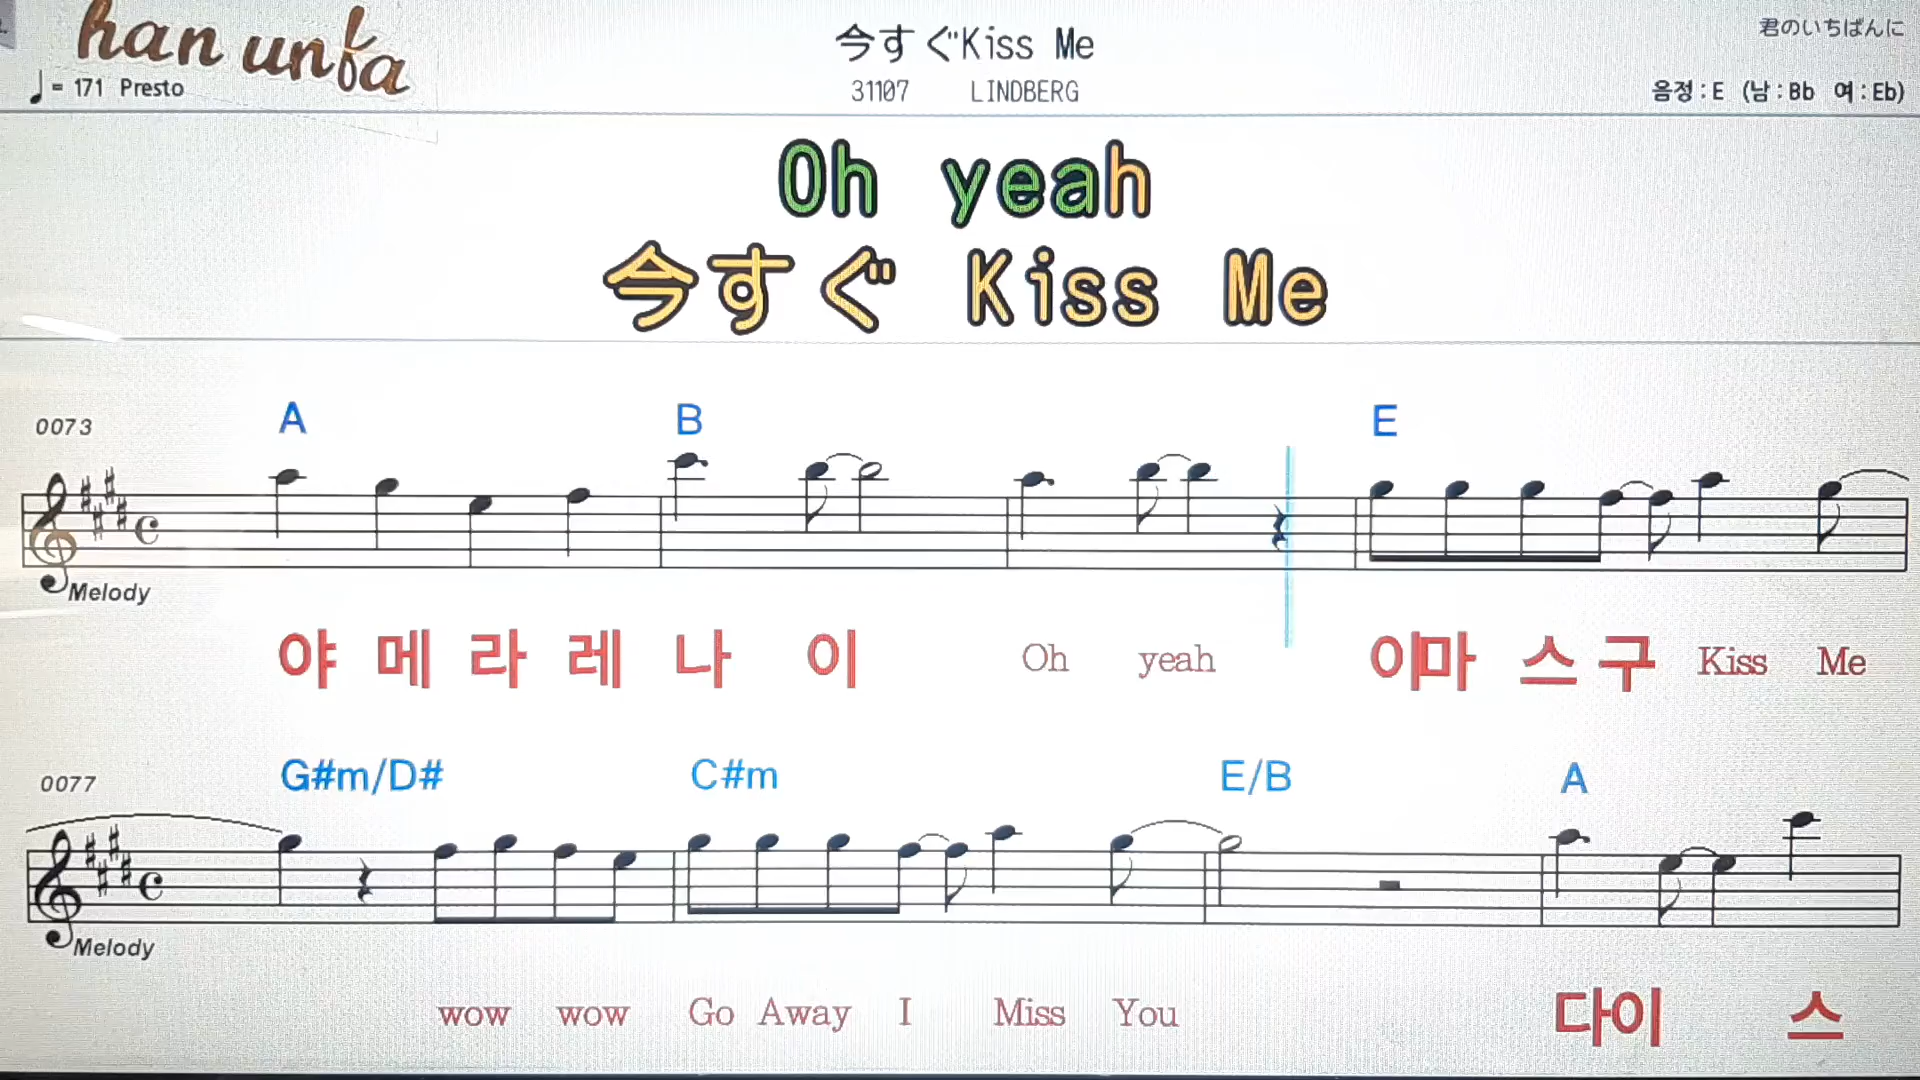 han unfa
今すぐKiss Me
君のいちばんに
♩= 171 Presto
31107 LINDBERG
음정 : E (남 : Bb 여 : Eb)
Oh yeah
今すぐ Kiss Me
0073 A B E
Melody
야 메 라 레 나 이 Oh yeah 이마 스 구 Kiss Me
0077 G#m/D# C#m E/B A
Melody
wow wow Go Away I Miss You 다이 스